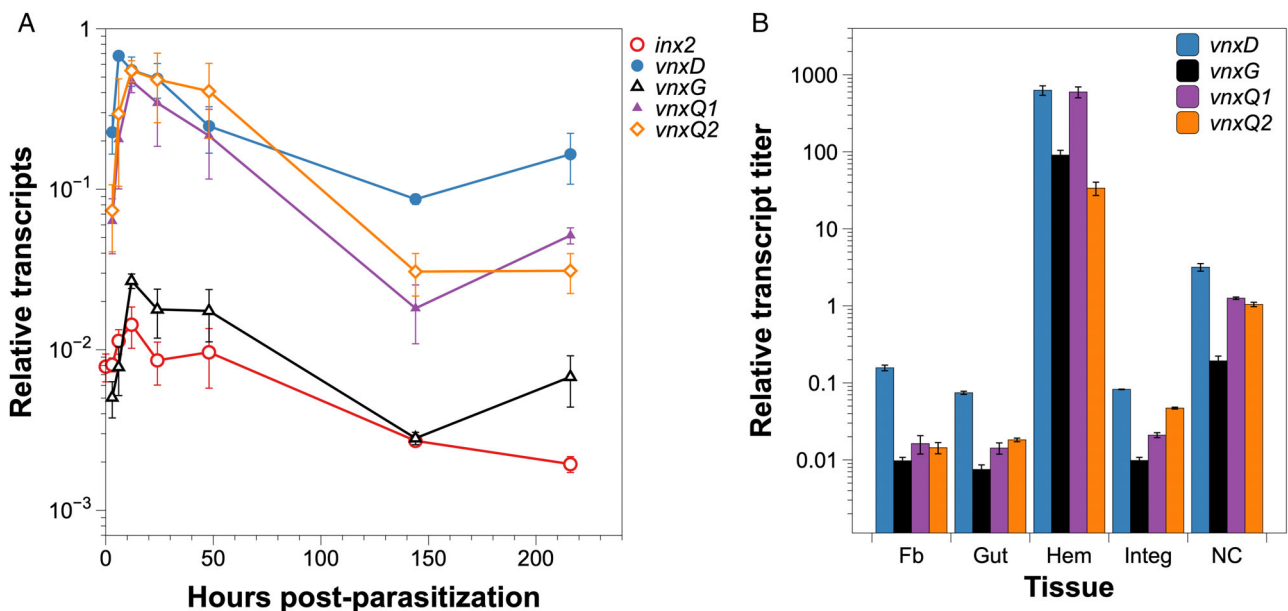 A
Relative transcripts
1
10⁻¹
10⁻²
10⁻³
0
50
100
150
200
Hours post-parasitization
inx2
vnxD
vnxG
vnxQ1
vnxQ2
B
Relative transcript titer
1000
100
10
1
0.1
0.01
Fb
Gut
Hem
Integ
NC
Tissue
vnxD
vnxG
vnxQ1
vnxQ2